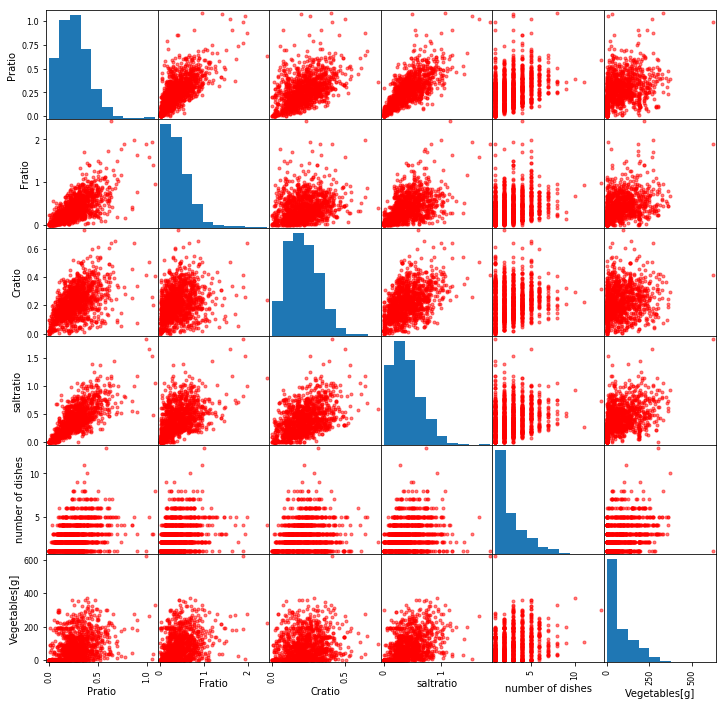 1.00
0.75
0.50
0.25
0.00
Pratio
2
1
0
Fratio
0.6
0.4
0.2
0.0
Cratio
1.5
1.0
0.5
0.0
saltratio
10
5
number of dishes
600
400
200
0
Vegetables[g]
0.0 0.5 1.0 0 1 2 0.0 0.5 0 1 5 10 0 250 500
Pratio Fratio Cratio saltratio number of dishes Vegetables[g]